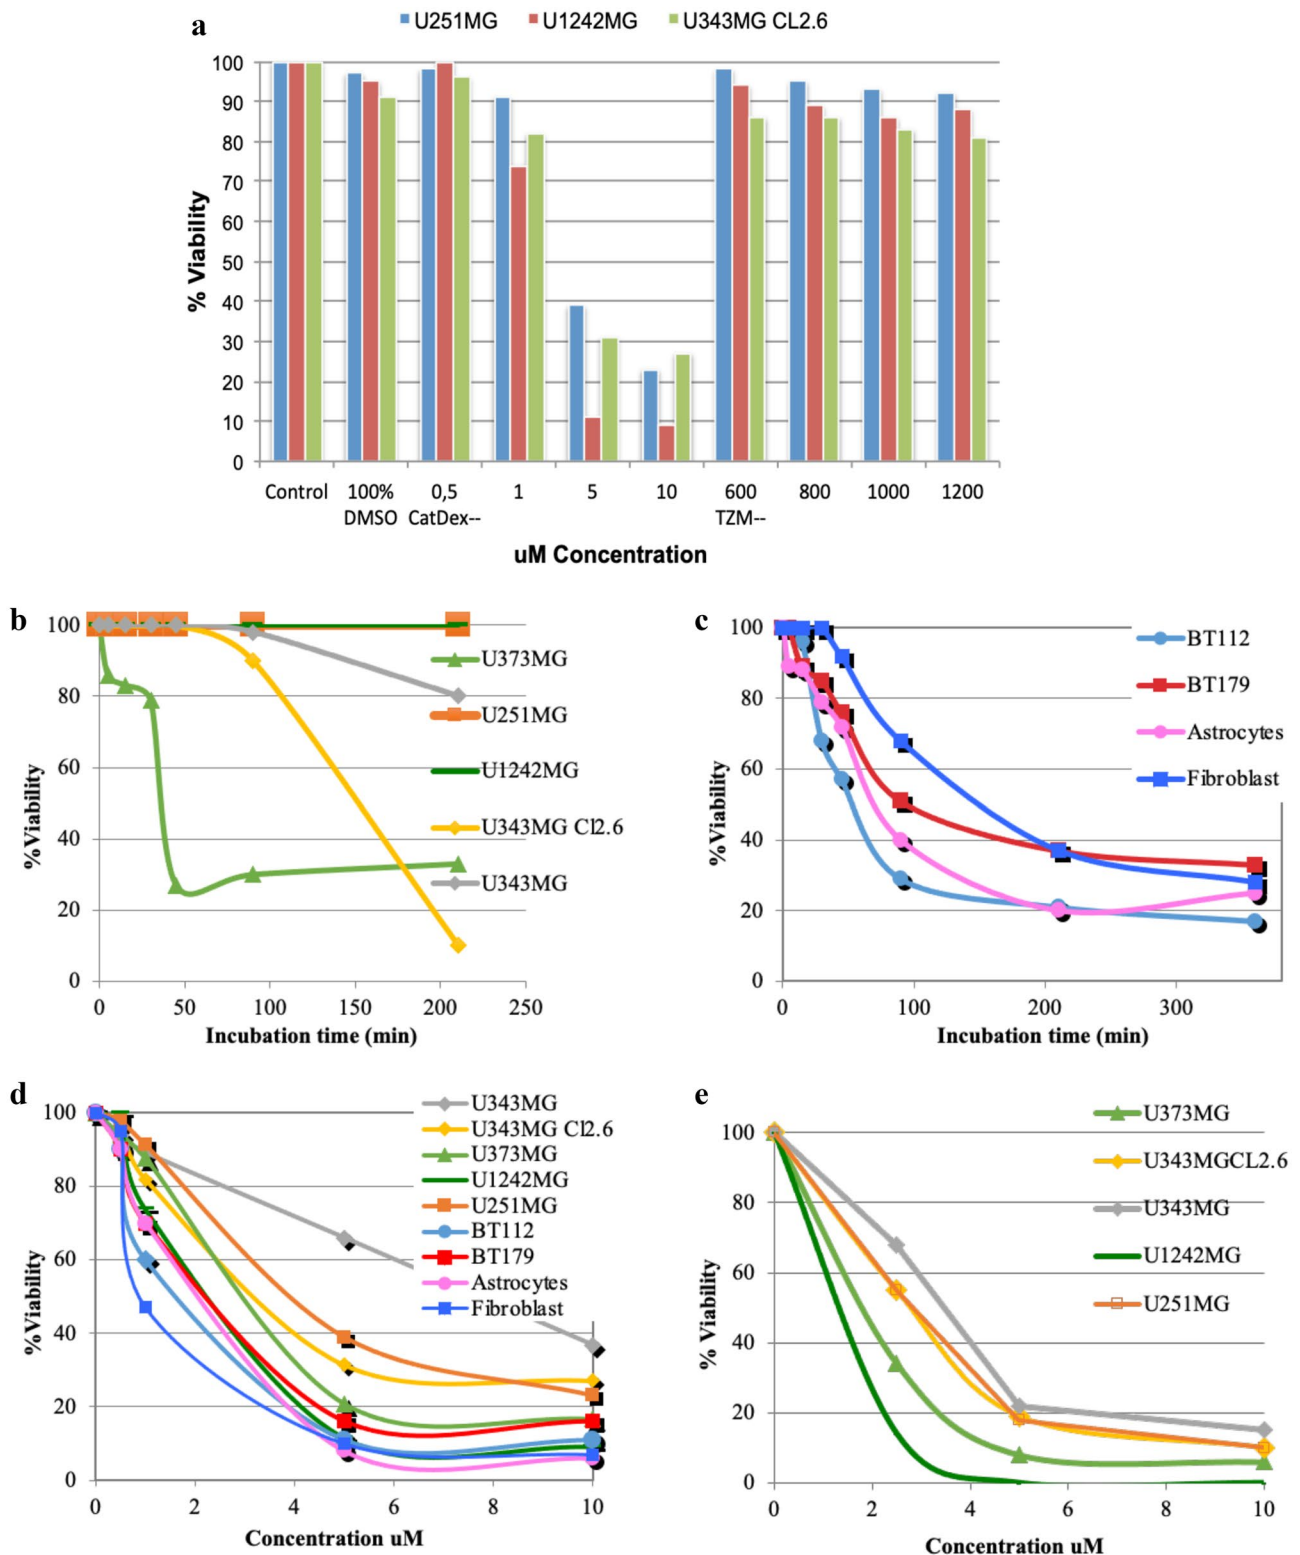 a
U251MG U1242MG U343MG CL2.6
100
90
80
70
60
50
40
30
20
10
0
% Viability
Control 100% 0,5 1 5 10 600 800 1000 1200
DMSO CatDex-- TZM--
uM Concentration
b
100
80
60
40
20
0
%Viability
0 50 100 150 200 250
Incubation time (min)
U373MG
U251MG
U1242MG
U343MG Cl2.6
U343MG
c
100
80
60
40
20
0
%Viability
0 100 200 300
Incubation time (min)
BT112
BT179
Astrocytes
Fibroblast
d
100
80
60
40
20
0
%Viability
0 2 4 6 8 10
Concentration uM
U343MG
U343MG Cl2.6
U373MG
U1242MG
U251MG
BT112
BT179
Astrocytes
Fibroblast
e
100
80
60
40
20
0
% Viability
0 2 4 6 8 10
Concentration uM
U373MG
U343MGCL2.6
U343MG
U1242MG
U251MG